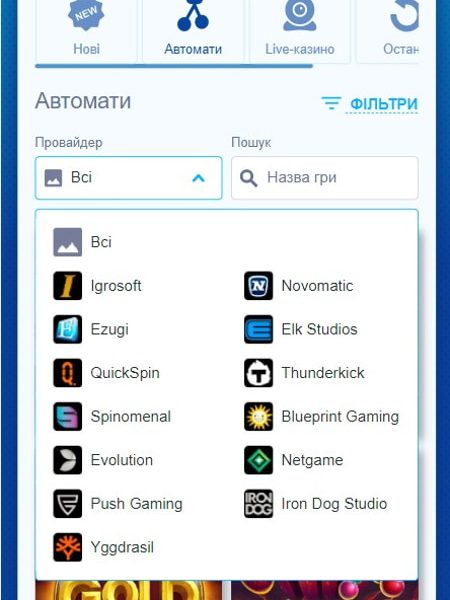 NEW
Нові
Автомати
Live-казино
Остан
Автомати
ФІЛЬТРИ
Провайдер
Пошук
Всі
Назва гри
Всі
Igrosoft
Novomatic
Ezugi
Elk Studios
QuickSpin
Thunderkick
Spinomenal
Blueprint Gaming
Evolution
Netgame
Push Gaming
IRON DOG
Iron Dog Studio
Yggdrasil
GOLD